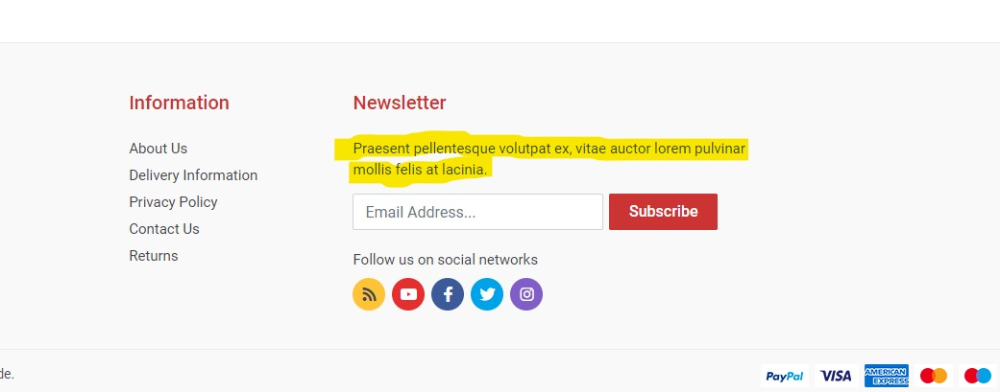 Information
About Us
Delivery Information
Privacy Policy
Contact Us
Returns
Newsletter
Praesent pellentesque volutpat ex, vitae auctor lorem pulvinar
mollis felis at lacinia.
Email Address...
Subscribe
Follow us on social networks
de.
PayPal
VISA
AMERICAN
EXPRESS